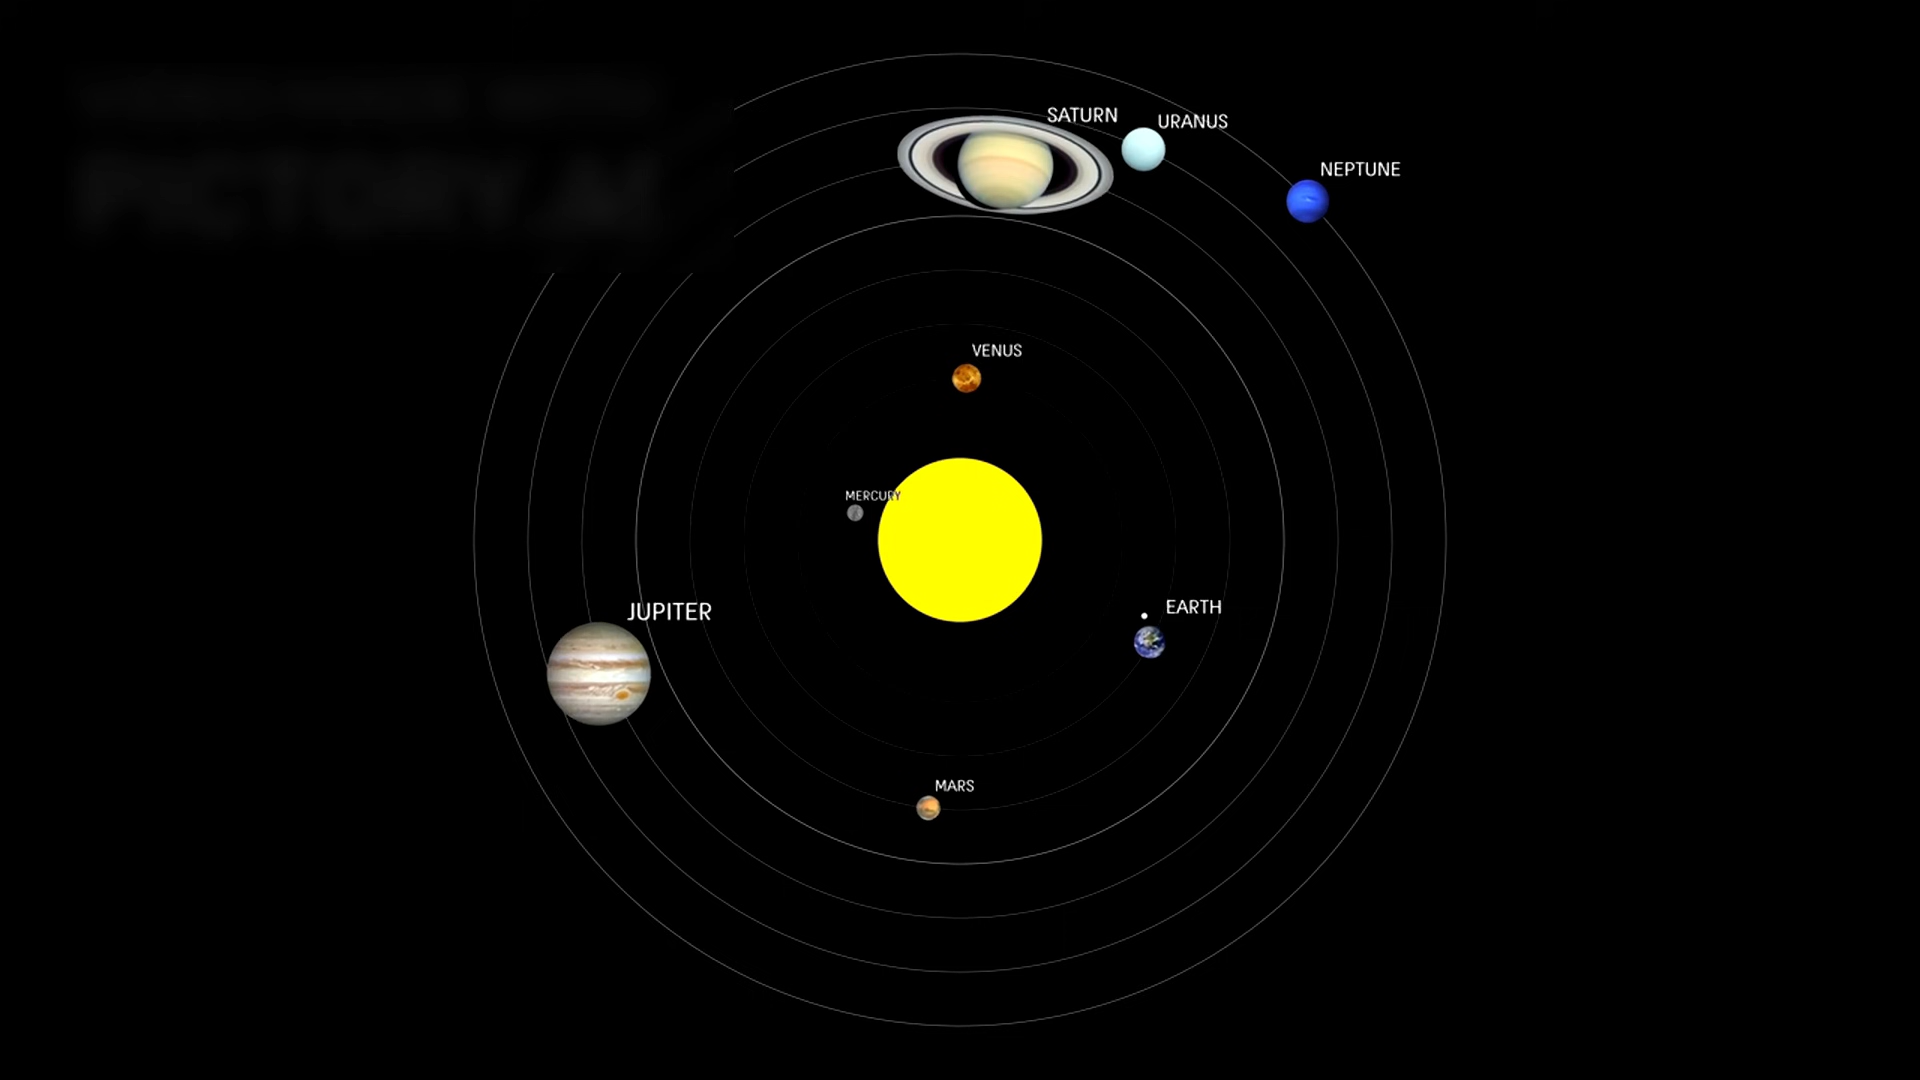 SATURN
URANUS
NEPTUNE
VENUS
MERCURY
EARTH
JUPITER
MARS